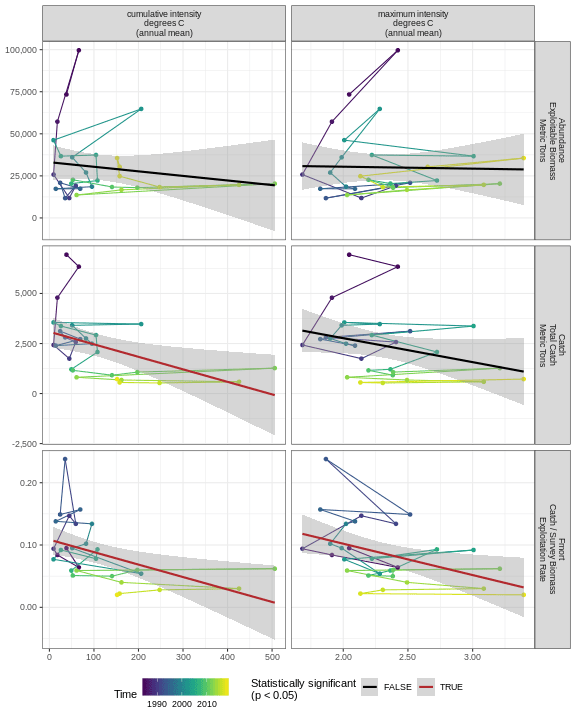 cumulative intensity
degrees C
(annual mean)
maximum intensity
degrees C
(annual mean)
100,000
75,000
50,000
25,000
0
Abundance
Exploitable Biomass
Metric Tons
5,000
2,500
0
-2,500
Catch
Total Catch
Metric Tons
0.20
0.10
0.00
Fmort
Catch / Survey Biomass
Exploitation Rate
0 100 200 300 400 500
2.00 2.50 3.00
Time
1990 2000 2010
Statistically significant
(p < 0.05)
FALSE
TRUE